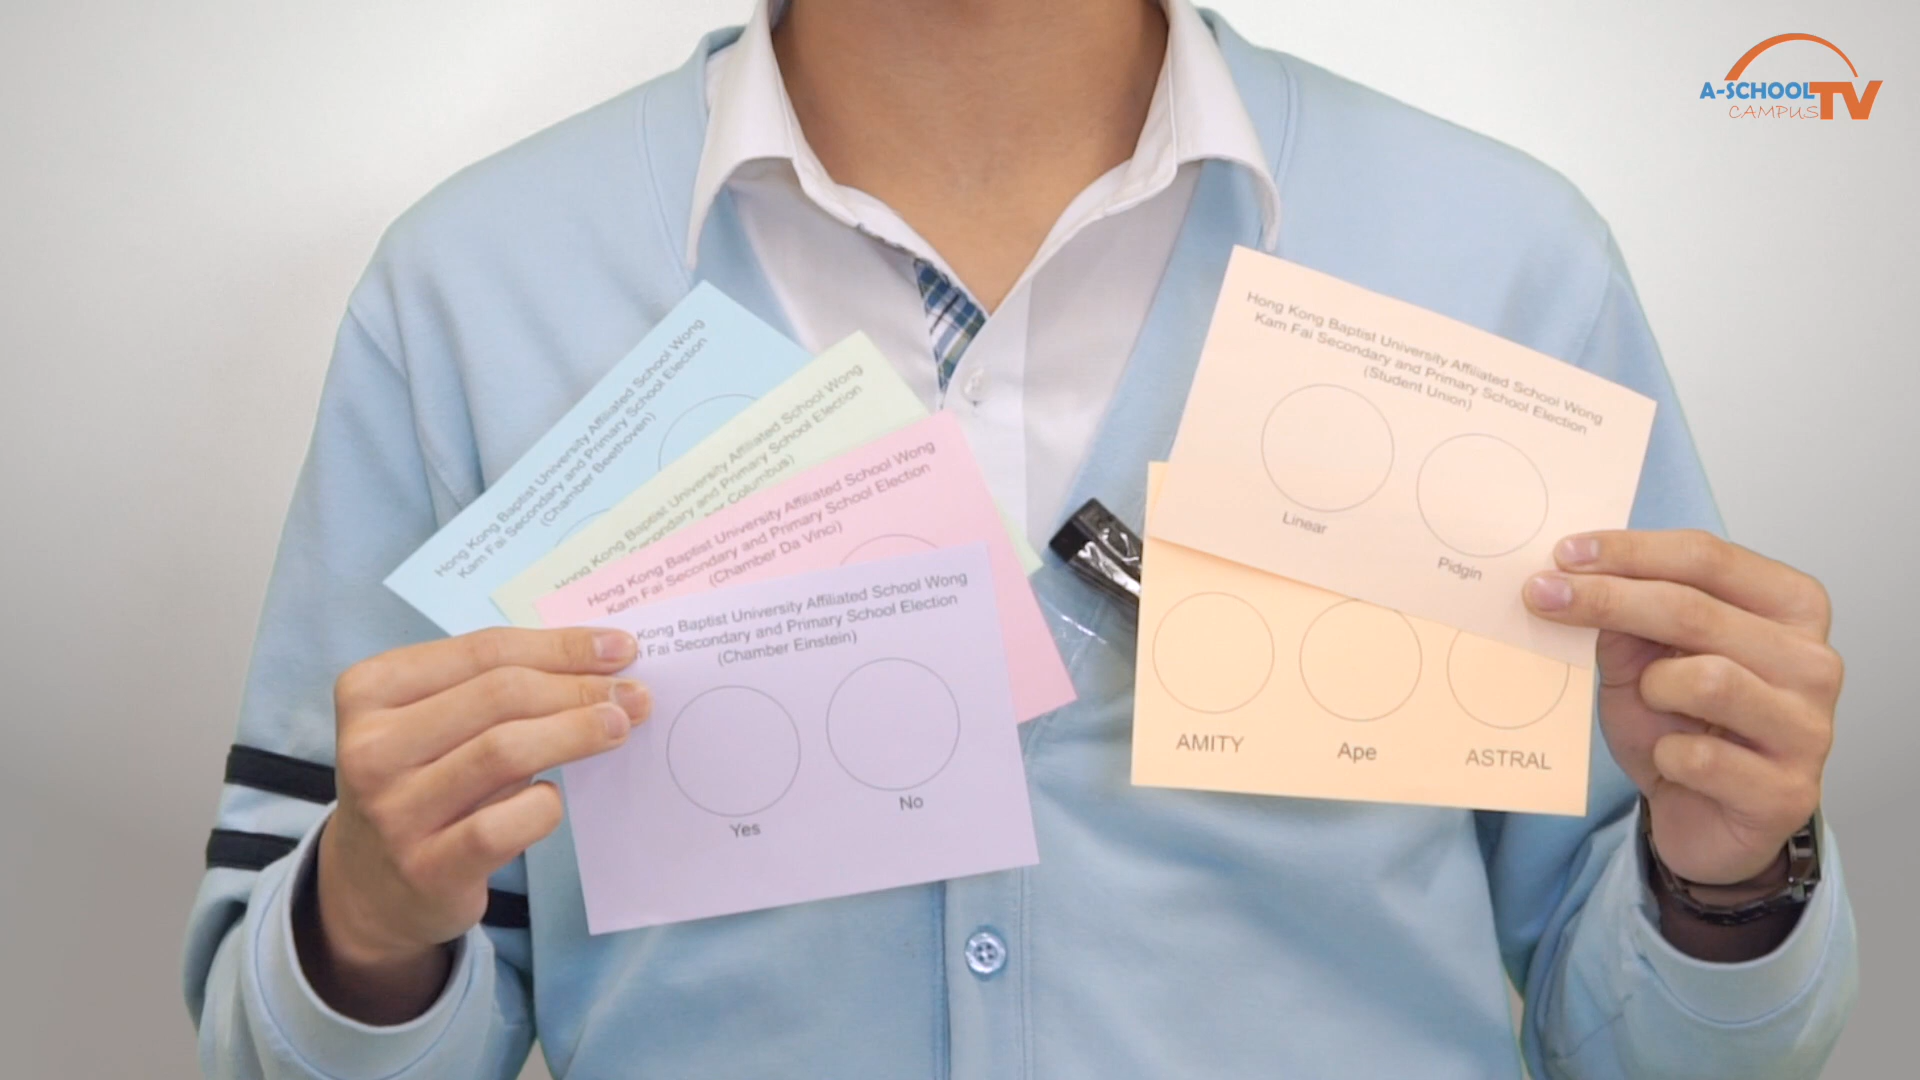 A-SCHOOL TV
CAMPUS
Hong Kong Baptist University Affiliated School Wong
Kam Fai Secondary and Primary School Election
(Chamber Beethoven)
Hong Kong Baptist University Affiliated School Wong
Secondary and Primary School Election
Columbus)
Hong Kong Baptist University Affiliated School Wong
Kam Fai Secondary and Primary School Election
(Chamber Da Vinci)
Kong Baptist University Affiliated School Wong
Fai Secondary and Primary School Election
(Chamber Einstein)
Yes
No
Hong Kong Baptist University Affiliated School Wong
Kam Fai Secondary and Primary School Election
(Student Union)
Linear
Pidgin
AMITY
Ape
ASTRAL